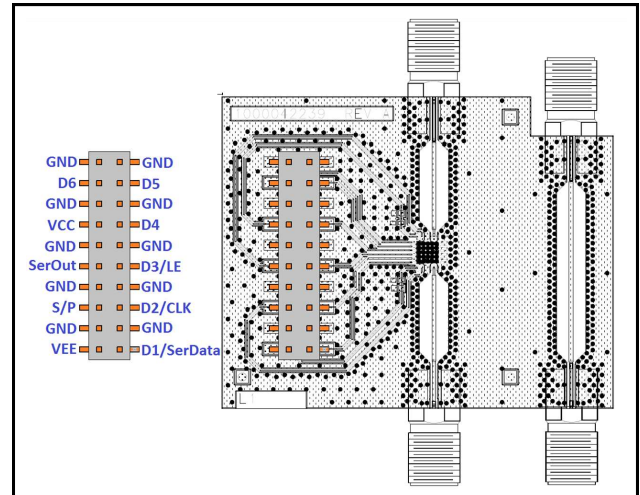 GND GND
D6 D5
GND GND
VCC D4
GND GND
SerOut D3/LE
GND GND
S/P D2/CLK
GND GND
VEE D1/SerData
REV A